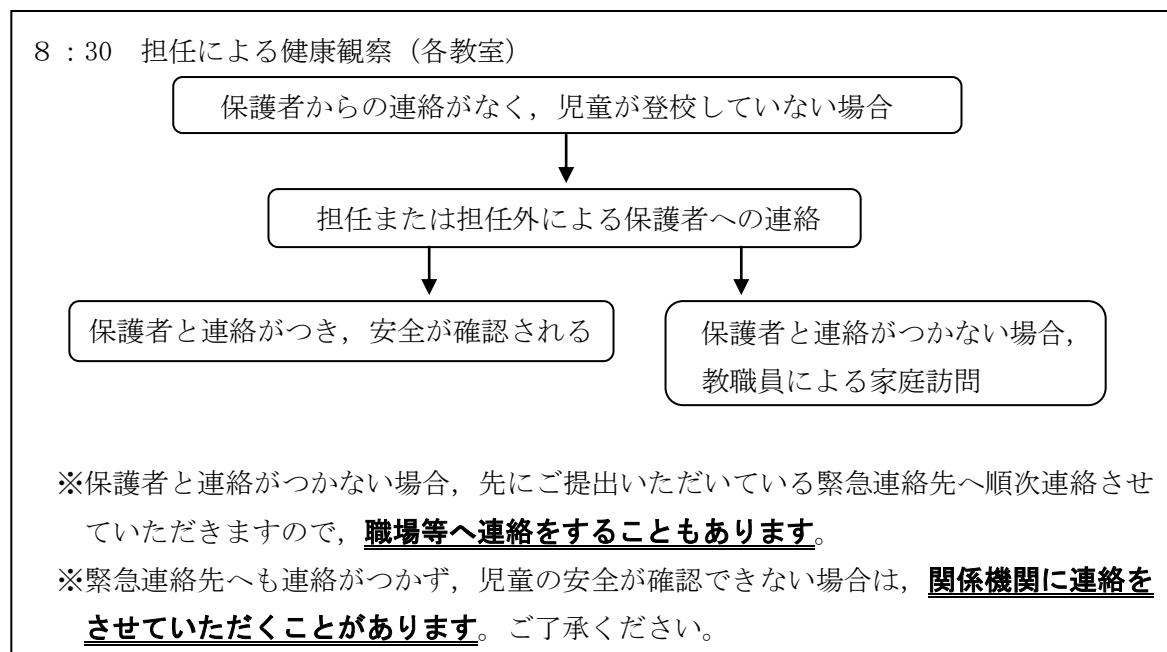 ８：30　担任による健康観察（各教室）
保護者からの連絡がなく，児童が登校していない場合
担任または担任外による保護者への連絡
保護者と連絡がつき，安全が確認される
保護者と連絡がつかない場合，
教職員による家庭訪問
※保護者と連絡がつかない場合，先にご提出いただいている緊急連絡先へ順次連絡させ
ていただきますので，職場等へ連絡をすることもあります。
※緊急連絡先へも連絡がつかず，児童の安全が確認できない場合は，関係機関に連絡を
させていただくことがあります。ご了承ください。